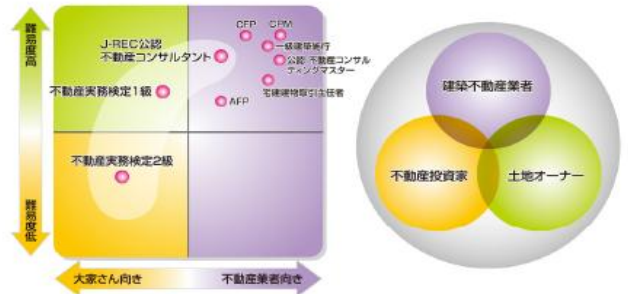 難易度高
難易度低
CFP
CPM
J-REC公認
不動産コンサルタント
一級建築施行
公認 不動産コンサル
ティングマスター
不動産実務検定1級
宅建建物取引主任者
AFP
不動産実務検定2級
大家さん向き
不動産業者向き
建築不動産業者
不動産投資家
土地オーナー